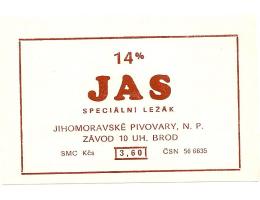 14%
JAS
SPECIÁLNÍ LEŽÁK
JIHOMORAVSKÉ PIVOVARY, N. P.
ZÁVOD 10 UH. BROD
SMC Kčs 3,60 ČSN 56 6635